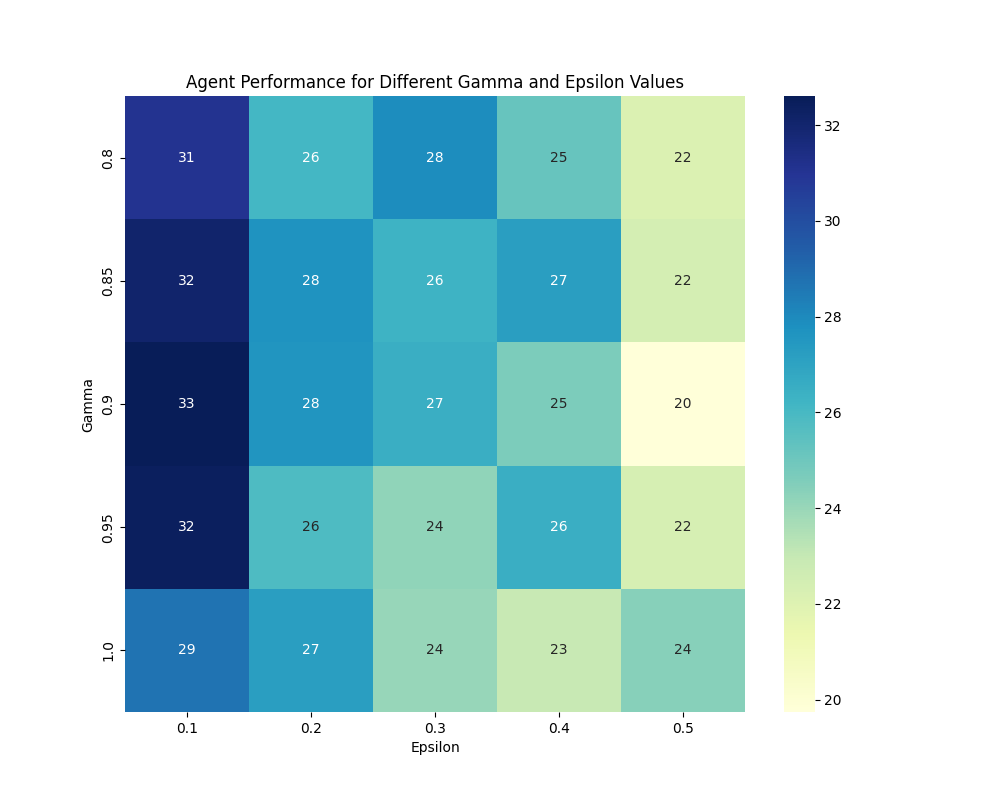 Agent Performance for Different Gamma and Epsilon Values
Gamma
0.8 31 26 28 25 22
0.85 32 28 26 27 22
0.9 33 28 27 25 20
0.95 32 26 24 26 22
1.0 29 27 24 23 24
0.1 0.2 0.3 0.4 0.5
Epsilon
32
30
28
26
24
22
20